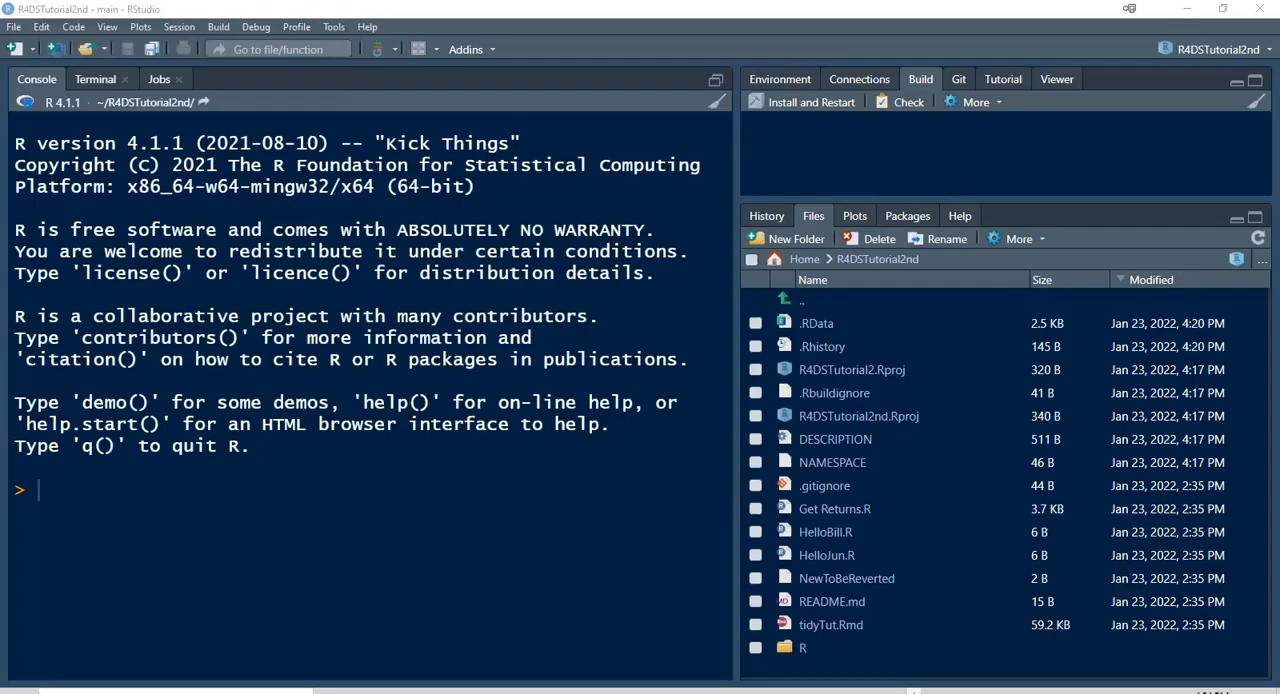 R4DSTutorial2nd - main - RStudio
File Edit Code View Plots Session Build Debug Profile Tools Help
Go to file/function Addins R4DSTutorial2nd
Console Terminal Jobs
R 4.1.1 · ~/R4DSTutorial2nd/
R version 4.1.1 (2021-08-10) -- "Kick Things"
Copyright (C) 2021 The R Foundation for Statistical Computing
Platform: x86_64-w64-mingw32/x64 (64-bit)
R is free software and comes with ABSOLUTELY NO WARRANTY.
You are welcome to redistribute it under certain conditions.
Type 'license()' or 'licence()' for distribution details.
R is a collaborative project with many contributors.
Type 'contributors()' for more information and
'citation()' on how to cite R or R packages in publications.
Type 'demo()' for some demos, 'help()' for on-line help, or
'help.start()' for an HTML browser interface to help.
Type 'q()' to quit R.
>
Environment Connections Build Git Tutorial Viewer
Install and Restart Check More
History Files Plots Packages Help
New Folder Delete Rename More
Home R4DSTutorial2nd ...
Name Size Modified
..
.RData 2.5 KB Jan 23, 2022, 4:20 PM
.Rhistory 145 B Jan 23, 2022, 4:20 PM
R4DSTutorial2.Rproj 320 B Jan 23, 2022, 4:17 PM
.Rbuildignore 41 B Jan 23, 2022, 4:17 PM
R4DSTutorial2nd.Rproj 340 B Jan 23, 2022, 4:17 PM
DESCRIPTION 511 B Jan 23, 2022, 4:17 PM
NAMESPACE 46 B Jan 23, 2022, 4:17 PM
.gitignore 44 B Jan 23, 2022, 2:35 PM
Get Returns.R 3.7 KB Jan 23, 2022, 2:35 PM
HelloBill.R 6 B Jan 23, 2022, 2:35 PM
HelloJun.R 6 B Jan 23, 2022, 2:35 PM
NewToBeReverted 2 B Jan 23, 2022, 2:35 PM
README.md 15 B Jan 23, 2022, 2:35 PM
tidyTut.Rmd 59.2 KB Jan 23, 2022, 2:35 PM
R